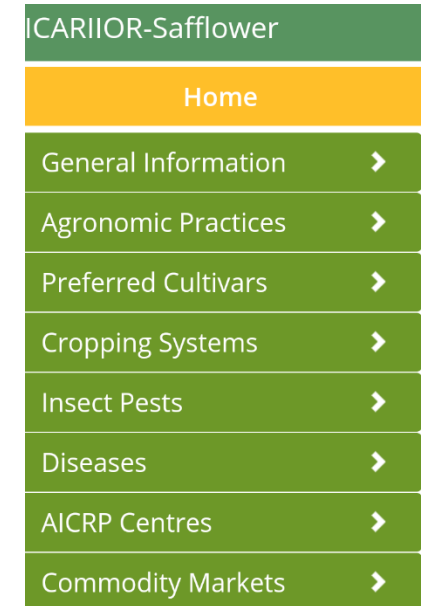 ICARIIOR-Safflower
Home
General Information
Agronomic Practices
Preferred Cultivars
Cropping Systems
Insect Pests
Diseases
AICRP Centres
Commodity Markets